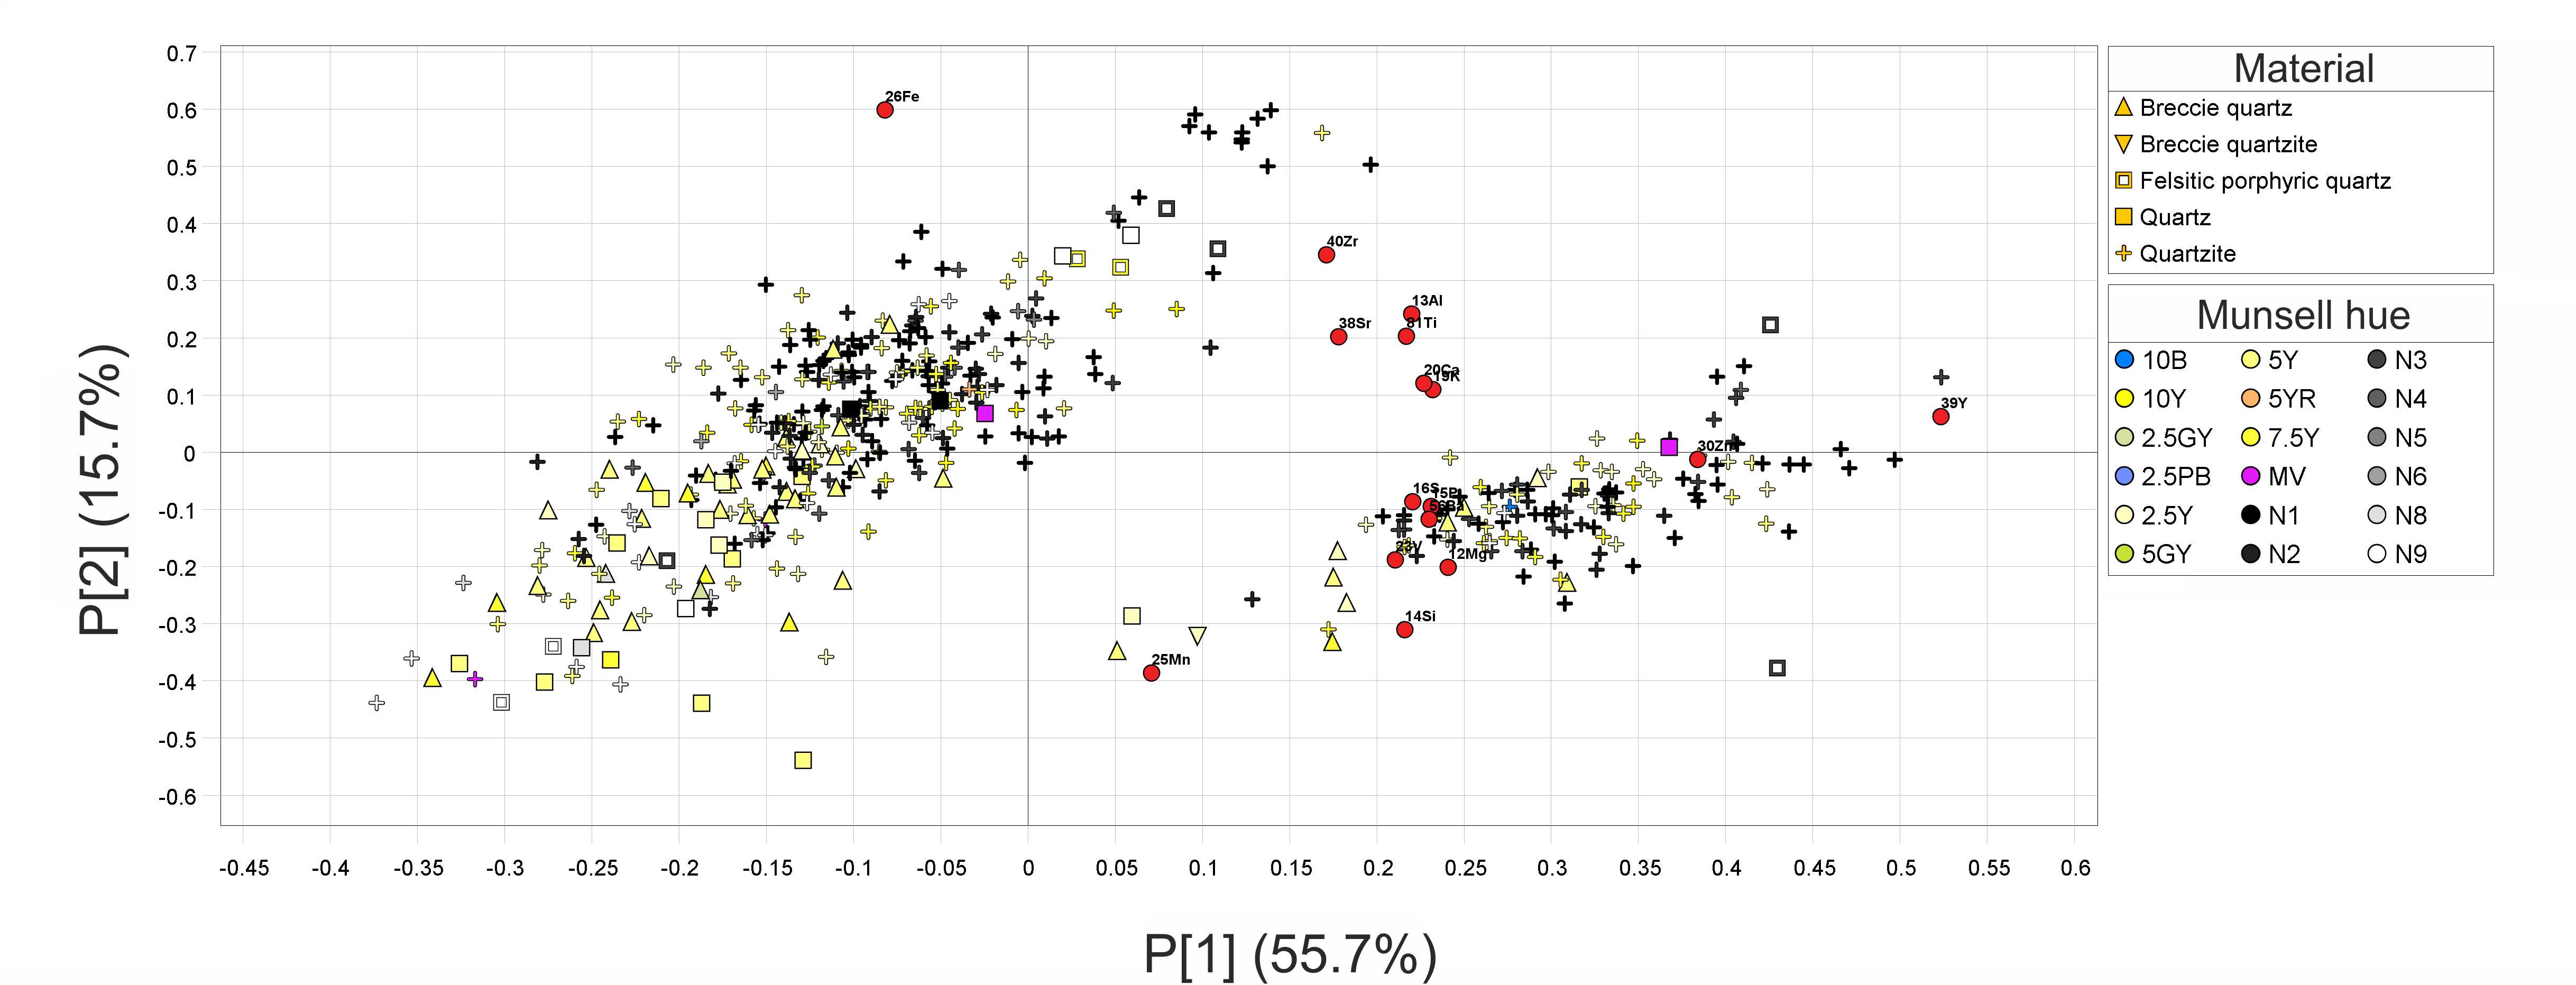 0.7
0.6
0.5
0.4
0.3
0.2
0.1
0
-0.1
-0.2
-0.3
-0.4
-0.5
-0.6
P[2] (15.7%)
26Fe
40Zr
13Al
38Sr
81Ti
20Ca
19K
39Y
30Zn
16S
15P
56Ba
23V
12Mg
14Si
25Mn
-0.45 -0.4 -0.35 -0.3 -0.25 -0.2 -0.15 -0.1 -0.05 0 0.05 0.1 0.15 0.2 0.25 0.3 0.35 0.4 0.45 0.5 0.55 0.6
P[1] (55.7%)
Material
Breccie quartz
Breccie quartzite
Felsitic porphyric quartz
Quartz
Quartzite
Munsell hue
10B 5Y N3
10Y 5YR N4
2.5GY 7.5Y N5
2.5PB MV N6
2.5Y N1 N8
5GY N2 N9